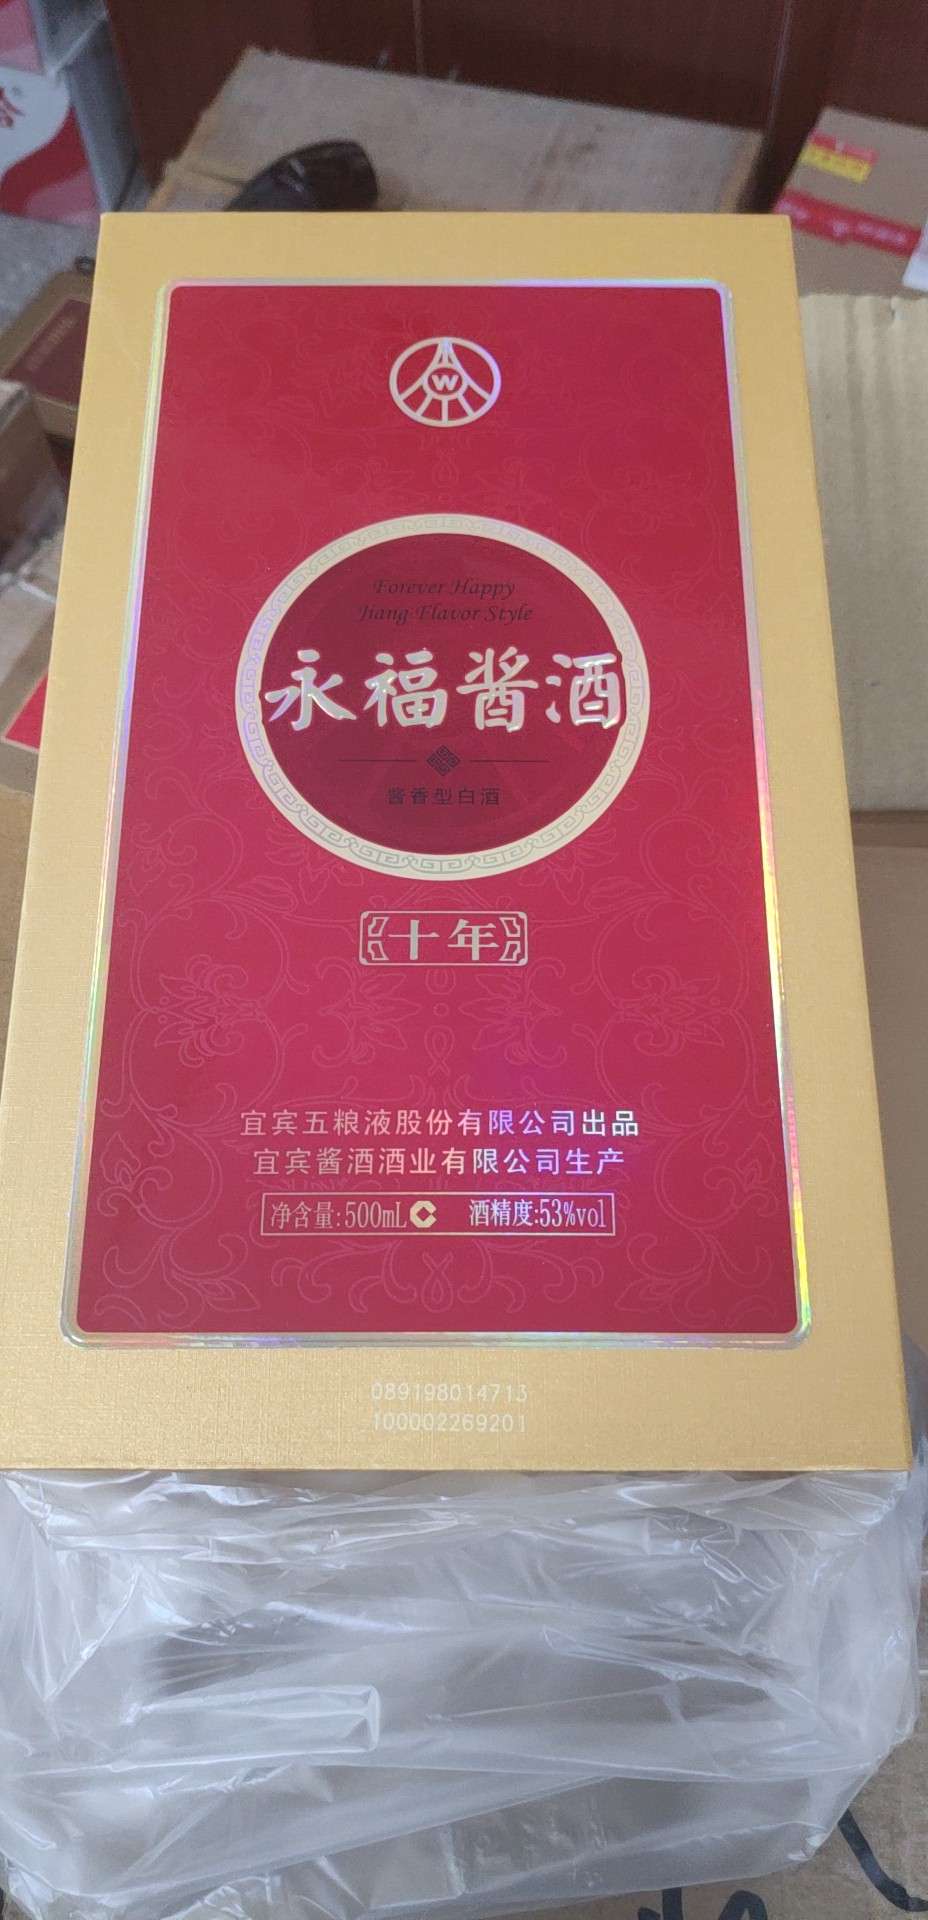 W
Forever Happy
Jiang Flavor Style
永福酱酒
酱香型白酒
十年
宜宾五粮液股份有限公司出品
宜宾酱酒酒业有限公司生产
净含量:500mL 酒精度:53%vol
089198014713
100002269201